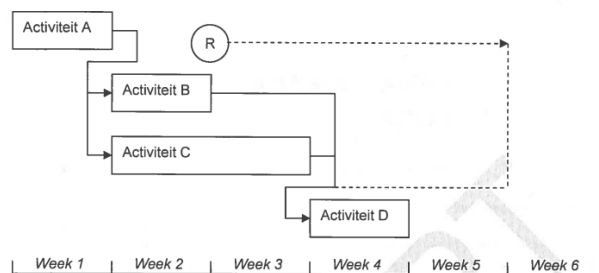 Activiteit A
R
Activiteit B
Activiteit C
Activiteit D
Week 1 Week 2 Week 3 Week 4 Week 5 Week 6